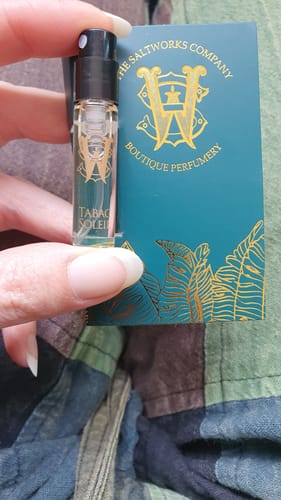 THE SALTWORKS COMPANY
BOUTIQUE PERFUMERY
TABAC
SOLEIL